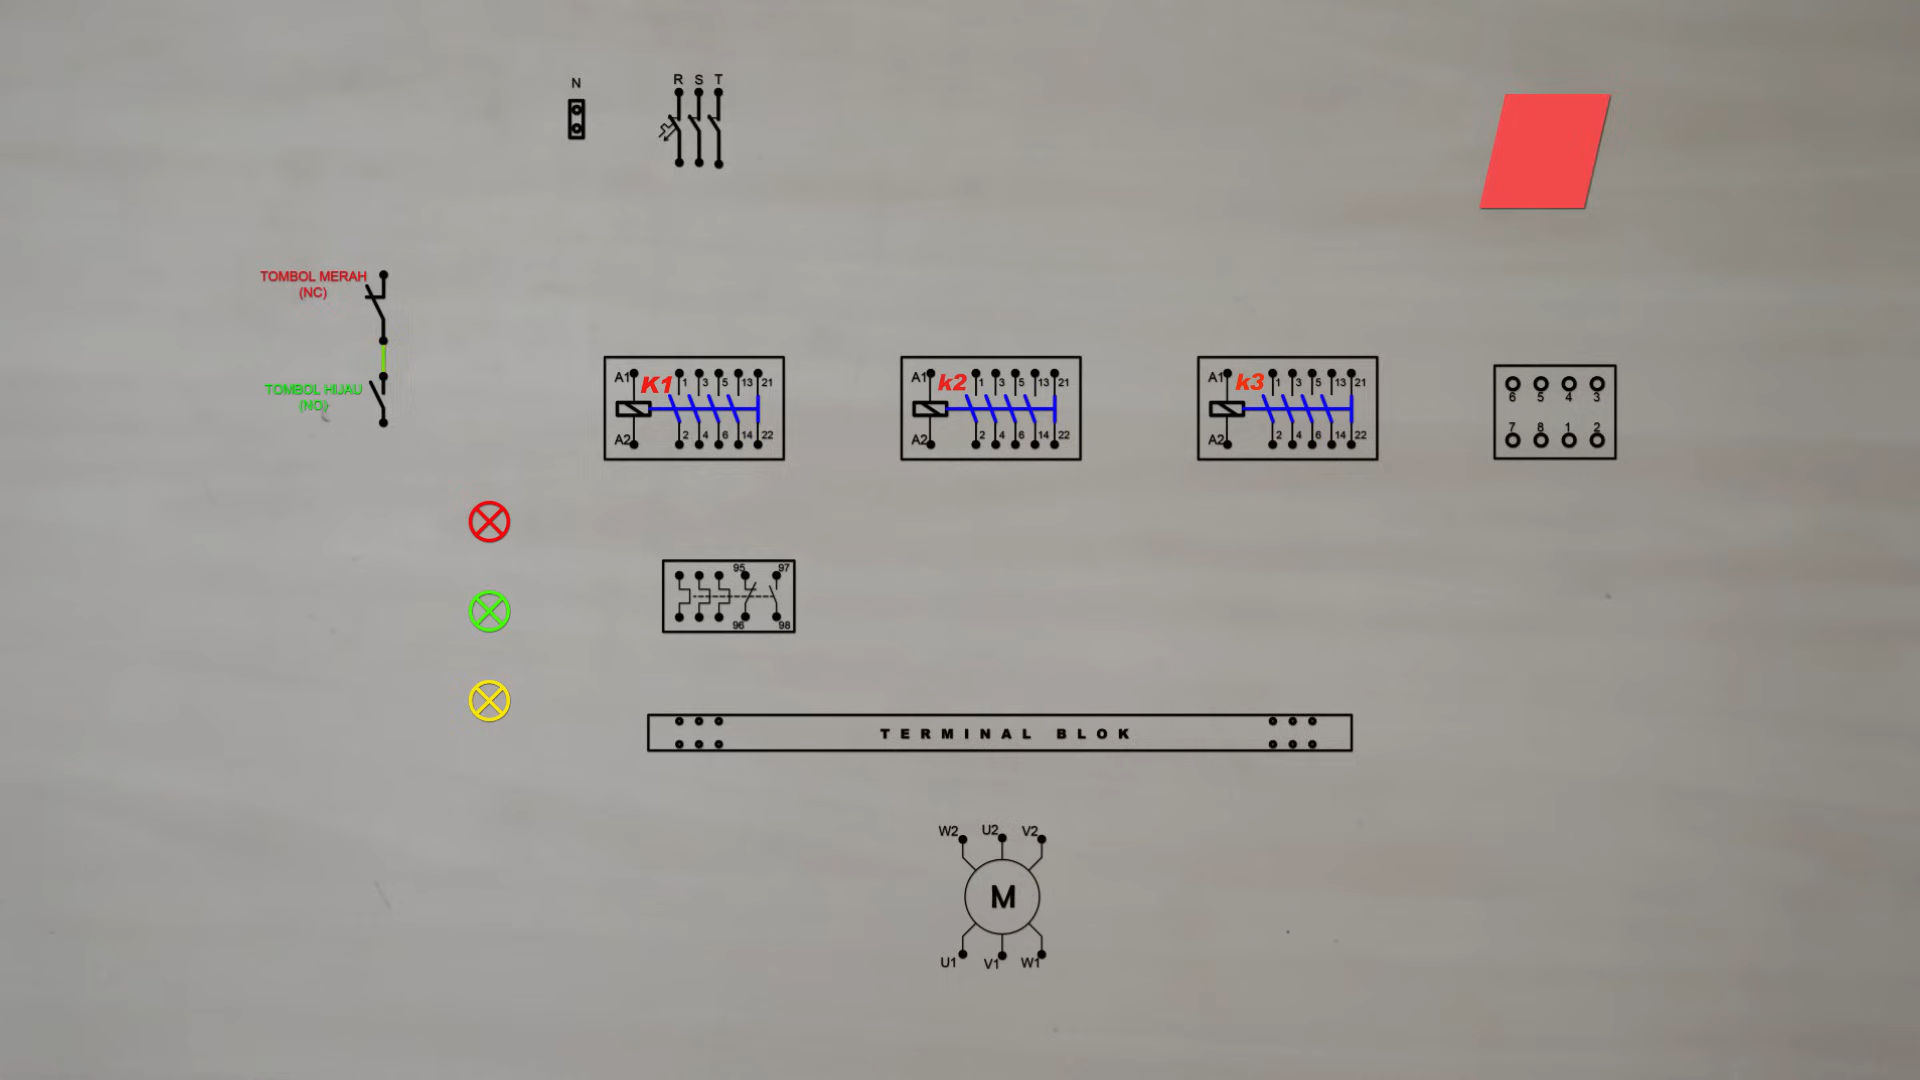 N
R S T
TOMBOL MERAH
(NC)
TOMBOL HIJAU
(NO)
A1 K1 1 3 5 13 21
A2 2 4 6 14 22
A1 k2 1 3 5 13 21
A2 2 4 6 14 22
A1 k3 1 3 5 13 21
A2 2 4 6 14 22
6 5 4 3
7 8 1 2
95 97
96 98
TERMINAL BLOK
W2 U2 V2
M
U1 V1 W1